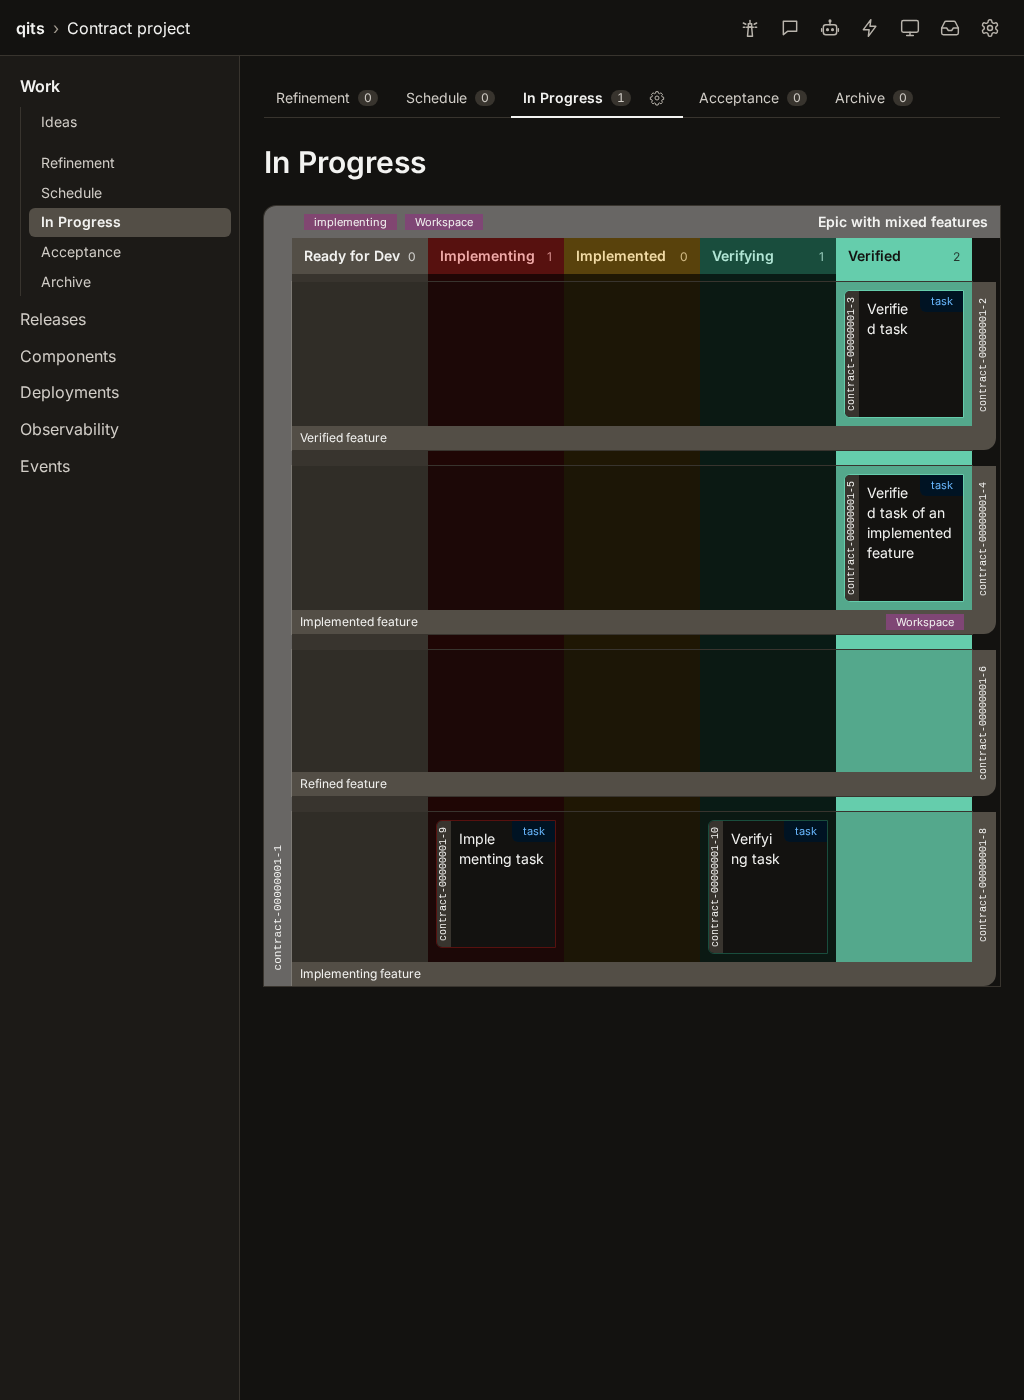 qits › Contract project
Work
Ideas
Refinement
Schedule
In Progress
Acceptance
Archive
Releases
Components
Deployments
Observability
Events
Refinement 0 Schedule 0 In Progress 1 Acceptance 0 Archive 0
In Progress
implementing Workspace Epic with mixed features
Ready for Dev 0 Implementing 1 Implemented 0 Verifying 1 Verified 2
contract-00000001-3
Verifie
d task
task
contract-00000001-2
Verified feature
contract-00000001-5
Verifie
d task of an
implemented
feature
task
contract-00000001-4
Implemented feature Workspace
contract-00000001-6
Refined feature
contract-00000001-1
contract-00000001-9
Imple
menting task
task
contract-00000001-10
Verifyi
ng task
task
contract-00000001-8
Implementing feature